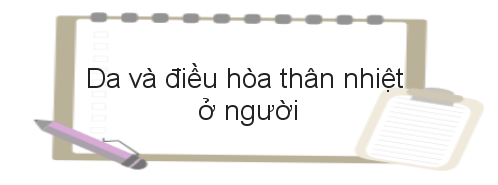 Da và điều hòa thân nhiệt
ở người